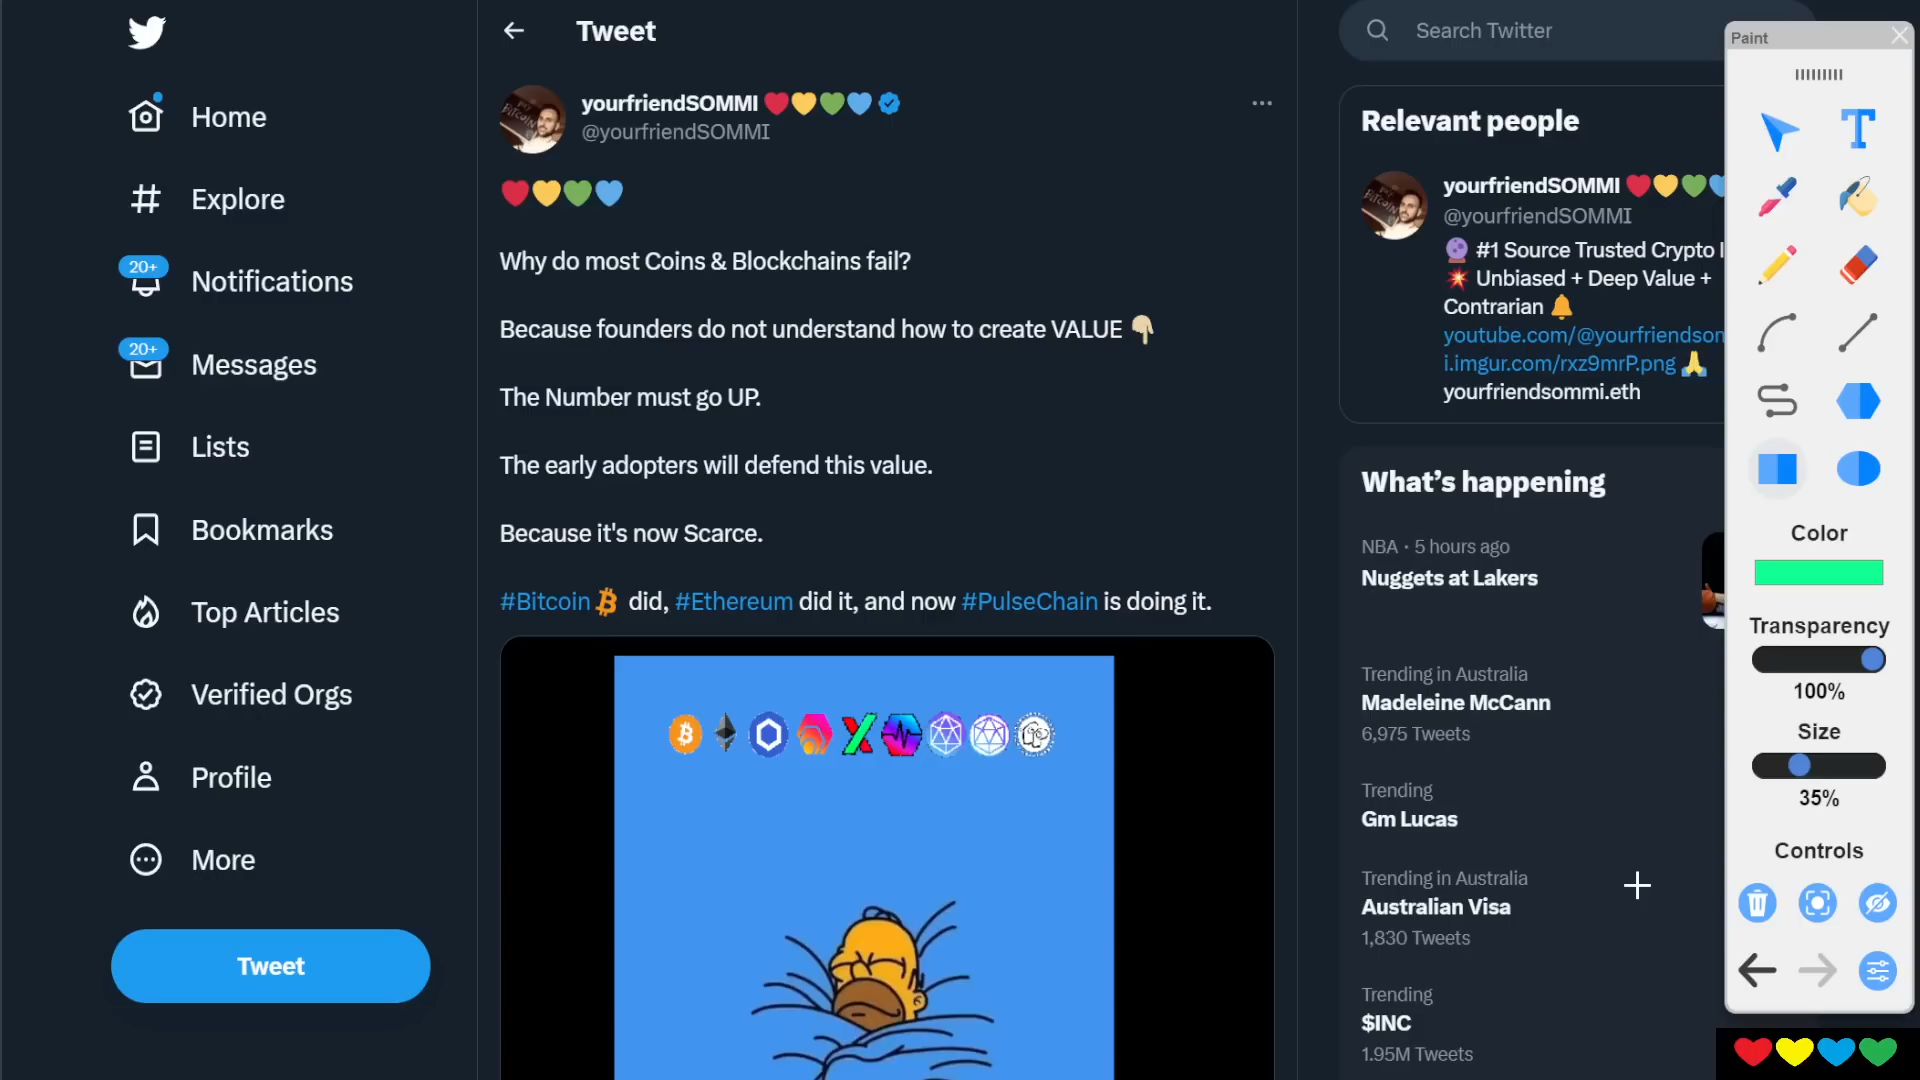 Home
Explore
20+
Notifications
20+
Messages
Lists
Bookmarks
Top Articles
Verified Orgs
Profile
More
Tweet
Tweet
yourfriendSOMMI
@yourfriendSOMMI
Why do most Coins & Blockchains fail?
Because founders do not understand how to create VALUE
The Number must go UP.
The early adopters will defend this value.
Because it's now Scarce.
#Bitcoin did, #Ethereum did it, and now #PulseChain is doing it.
Search Twitter
Relevant people
yourfriendSOMMI
@yourfriendSOMMI
#1 Source Trusted Crypto
Unbiased + Deep Value +
Contrarian
youtube.com/@yourfriendson
i.imgur.com/rxz9mrP.png
yourfriendsommi.eth
What's happening
NBA · 5 hours ago
Nuggets at Lakers
Trending in Australia
Madeleine McCann
6,975 Tweets
Trending
Gm Lucas
Trending in Australia
Australian Visa
1,830 Tweets
Trending
$INC
1.95M Tweets
Paint
Color
Transparency
100%
Size
35%
Controls